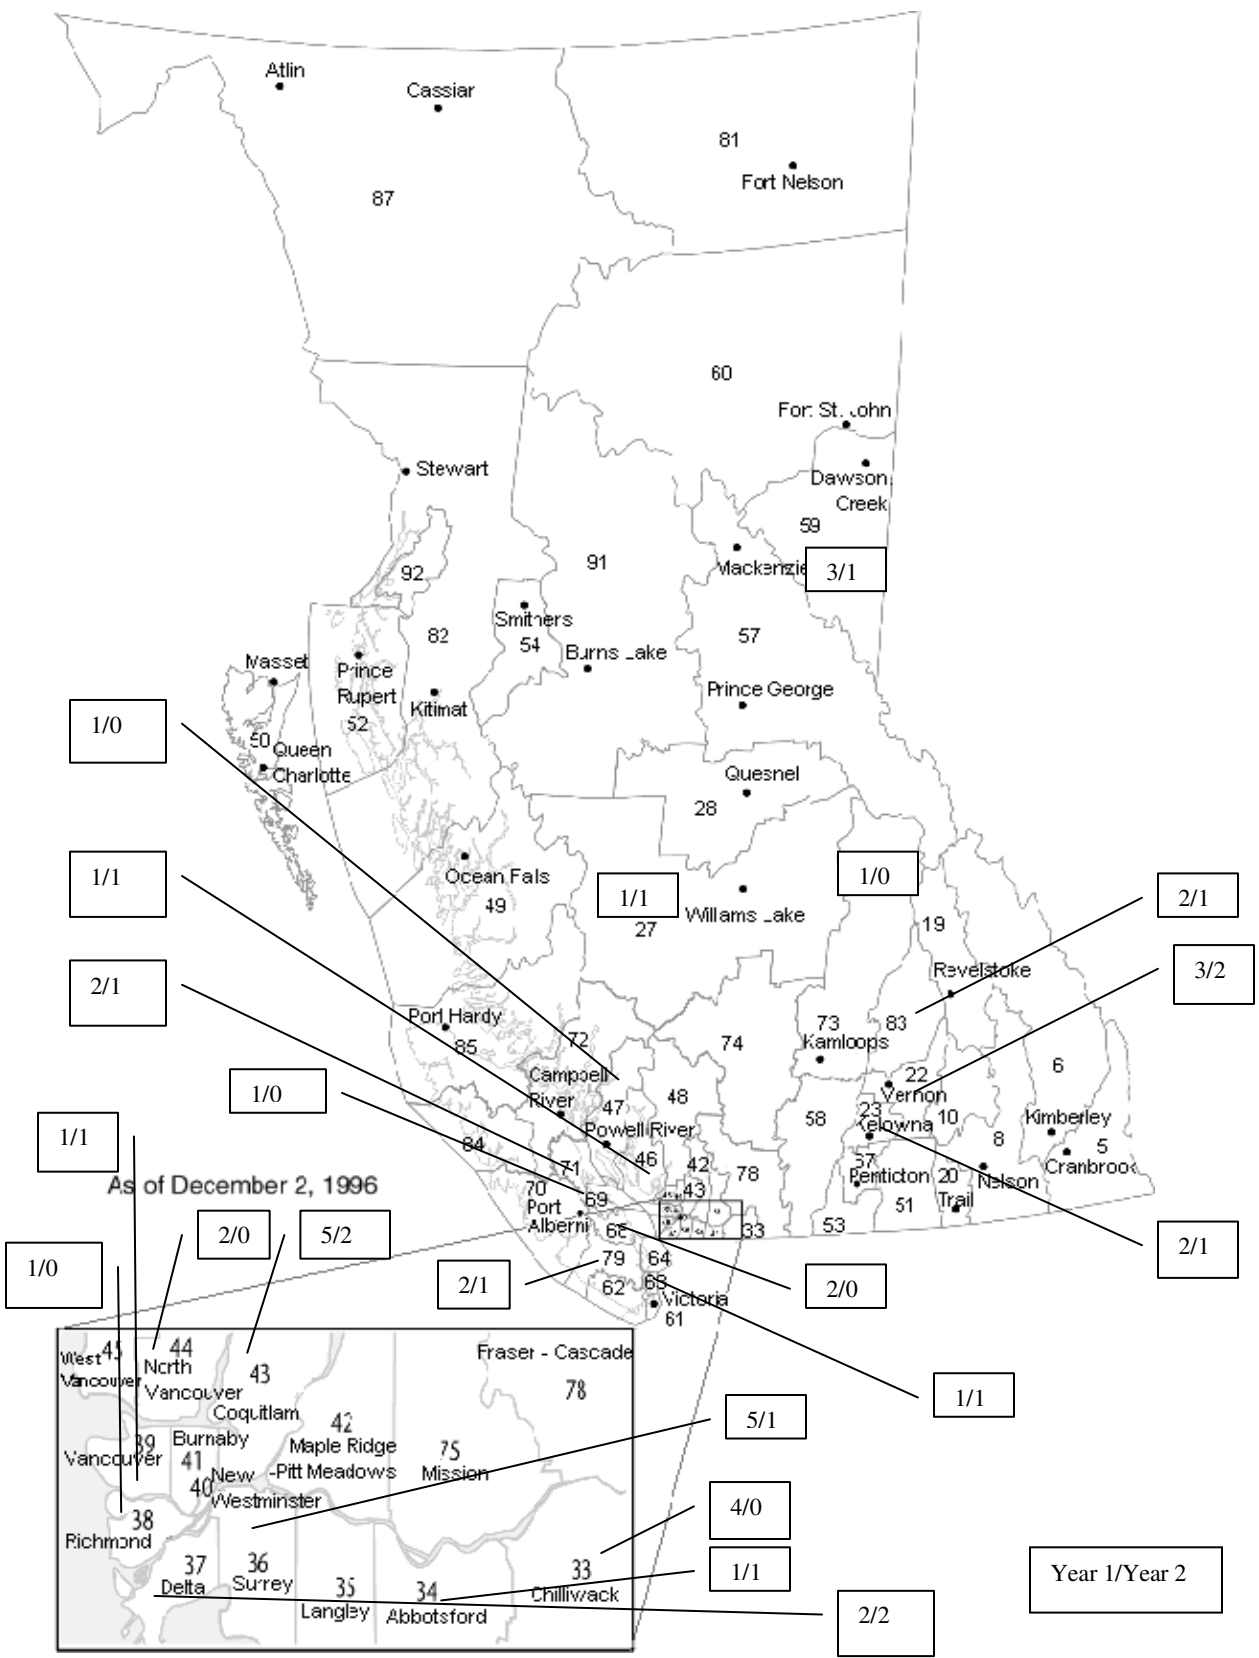 Atlin
Cassiar
81
Fort Nelson
87
60
Fort St. John
Stewart
Dawson
Creek
59
91
Mackenzie
3/1
92
Smithers
54
82
57
Burns Lake
Masset
Prince
Rupert
52
Kitimat
Prince George
1/0
50
Queen
Charlotte
Quesnel
28
Ocean Falls
49
1/1
1/1
27
Williams Lake
1/0
2/1
19
Revelstoke
3/2
2/1
Port Hardy
85
72
74
73
Kamloops
83
Campbell
River
47
48
22
Vernon
6
1/0
Powell River
58
23
Kelowna
10
8
Kimberley
5
Cranbrook
1/1
84
71
46
42
43
78
67
Penticton
20
Trail
Nelson
As of December 2, 1996
70
Port
Alberni
69
68
33
53
51
2/0
5/2
1/0
2/1
79
62
64
63
Victoria
61
2/0
2/1
West
Vancouver
45
44
North
Vancouver
43
Coquitlam
Fraser - Cascade
78
1/1
39
Vancouver
Burnaby
41
40
New
Westminster
42
Maple Ridge
-Pitt Meadows
75
Mission
5/1
38
Richmond
4/0
37
Delta
36
Surrey
35
Langley
34
Abbotsford
33
Chilliwack
1/1
Year 1/Year 2
2/2